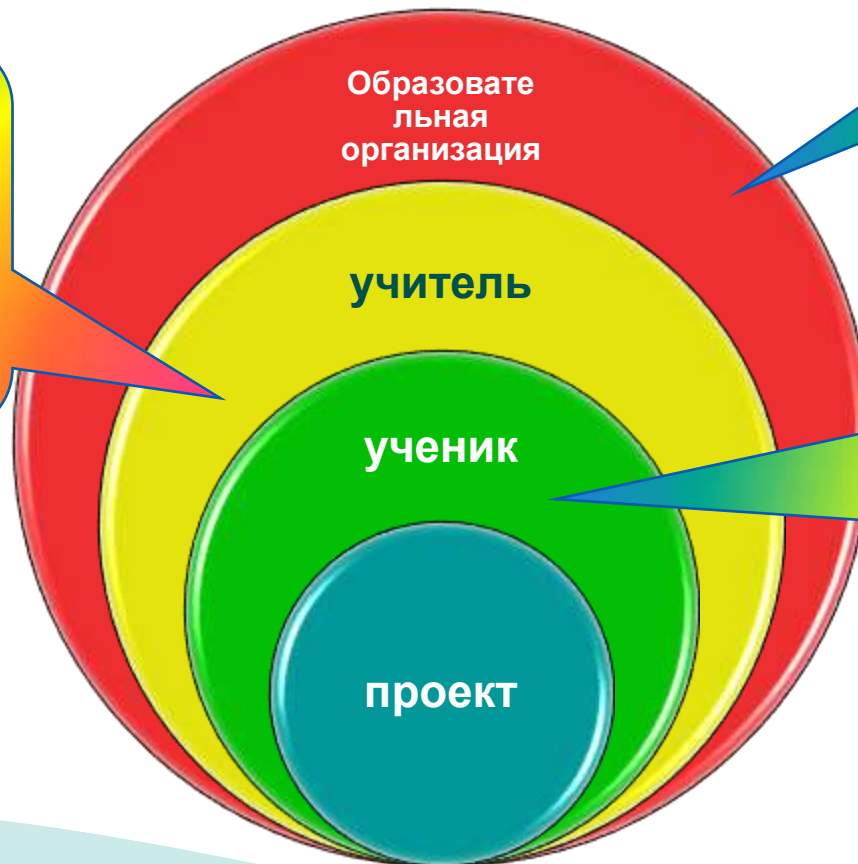 Образовате
льная
организация
учитель
ученик
проект